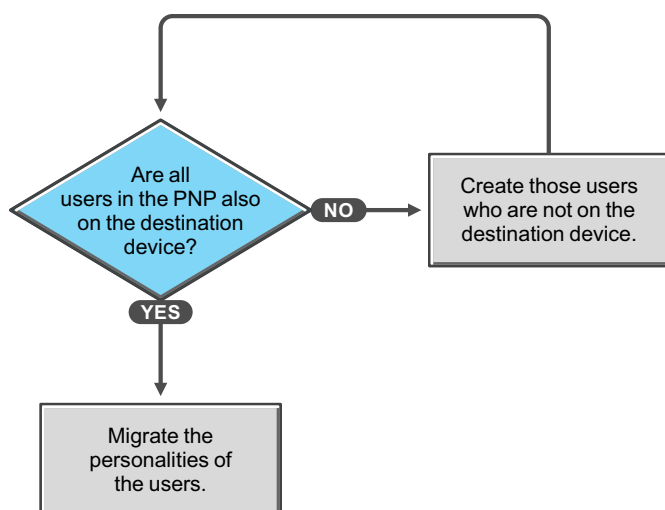 Are all
users in the PNP also
on the destination
device?
NO
Create those users
who are not on the
destination device.
YES
Migrate the
personalities of
the users.